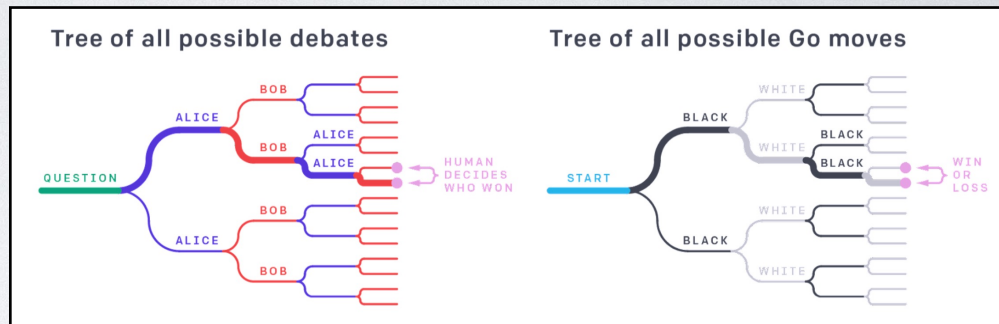 Tree of all possible debates
QUESTION
ALICE
ALICE
BOB
BOB
BOB
BOB
ALICE
ALICE
HUMAN
DECIDES
WHO WON
Tree of all possible Go moves
START
BLACK
BLACK
WHITE
WHITE
WHITE
WHITE
BLACK
BLACK
WIN
OR
LOSS